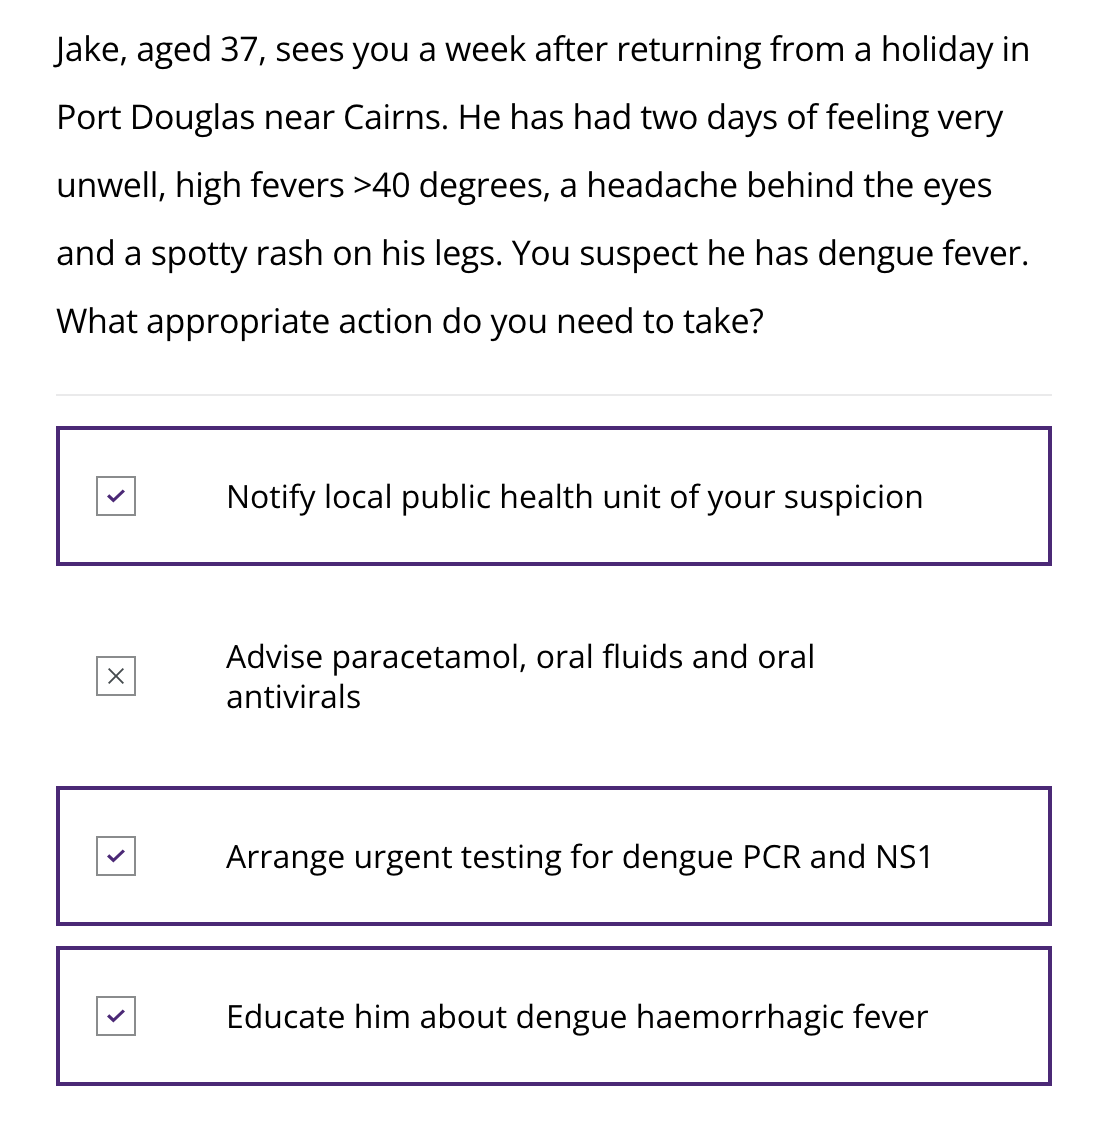 Jake, aged 37, sees you a week after returning from a holiday in
Port Douglas near Cairns. He has had two days of feeling very
unwell, high fevers >40 degrees, a headache behind the eyes
and a spotty rash on his legs. You suspect he has dengue fever.
What appropriate action do you need to take?
Notify local public health unit of your suspicion
Advise paracetamol, oral fluids and oral
antivirals
Arrange urgent testing for dengue PCR and NS1
Educate him about dengue haemorrhagic fever